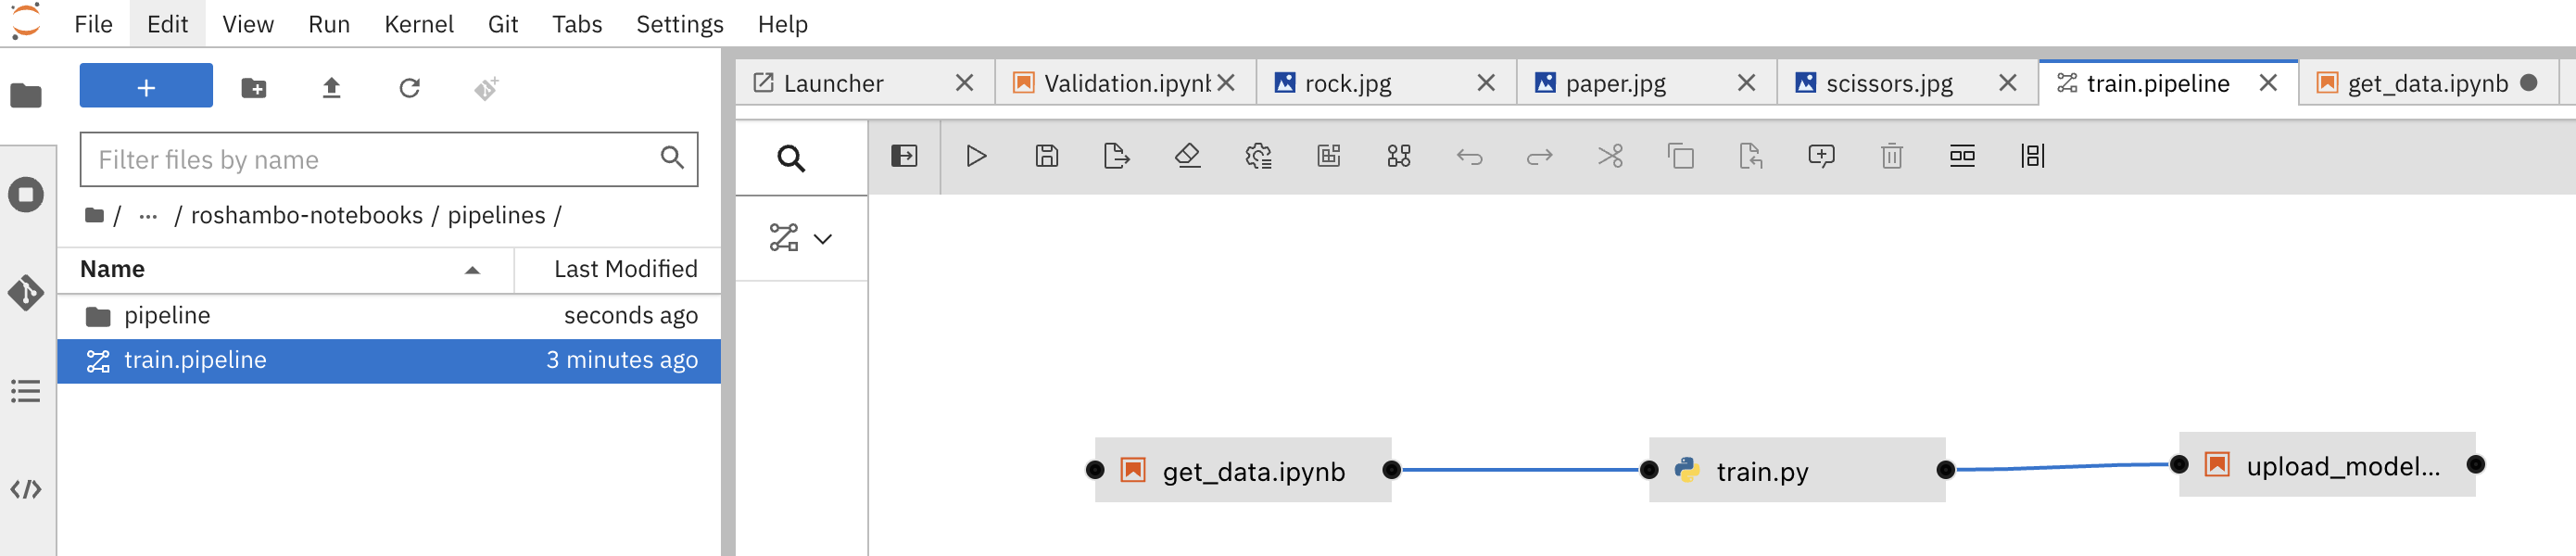 File Edit View Run Kernel Git Tabs Settings Help
+
Filter files by name
/ ... / roshambo-notebooks / pipelines /
Name Last Modified
pipeline seconds ago
train.pipeline 3 minutes ago
Launcher Validation.ipynb rock.jpg paper.jpg scissors.jpg train.pipeline get_data.ipynb
get_data.ipynb train.py upload_model...